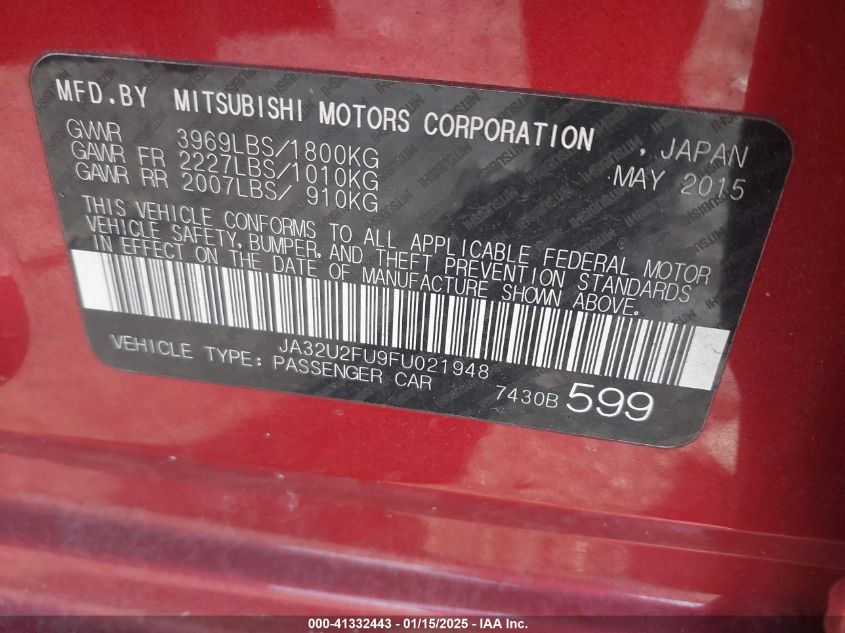 MFD.BY MITSUBISHI MOTORS CORPORATION , JAPAN
GVWR 3969LBS/1800KG MAY 2015
GAWR FR 2227LBS/1010KG
GAWR RR 2007LBS/ 910KG
THIS VEHICLE CONFORMS TO ALL APPLICABLE FEDERAL MOTOR
VEHICLE SAFETY, BUMPER, AND THEFT PREVENTION STANDARDS
IN EFFECT ON THE DATE OF MANUFACTURE SHOWN ABOVE.
JA32U2FU9FU021948
VEHICLE TYPE: PASSENGER CAR 7430B 599
000-41332443 - 01/15/2025 - IAA Inc.